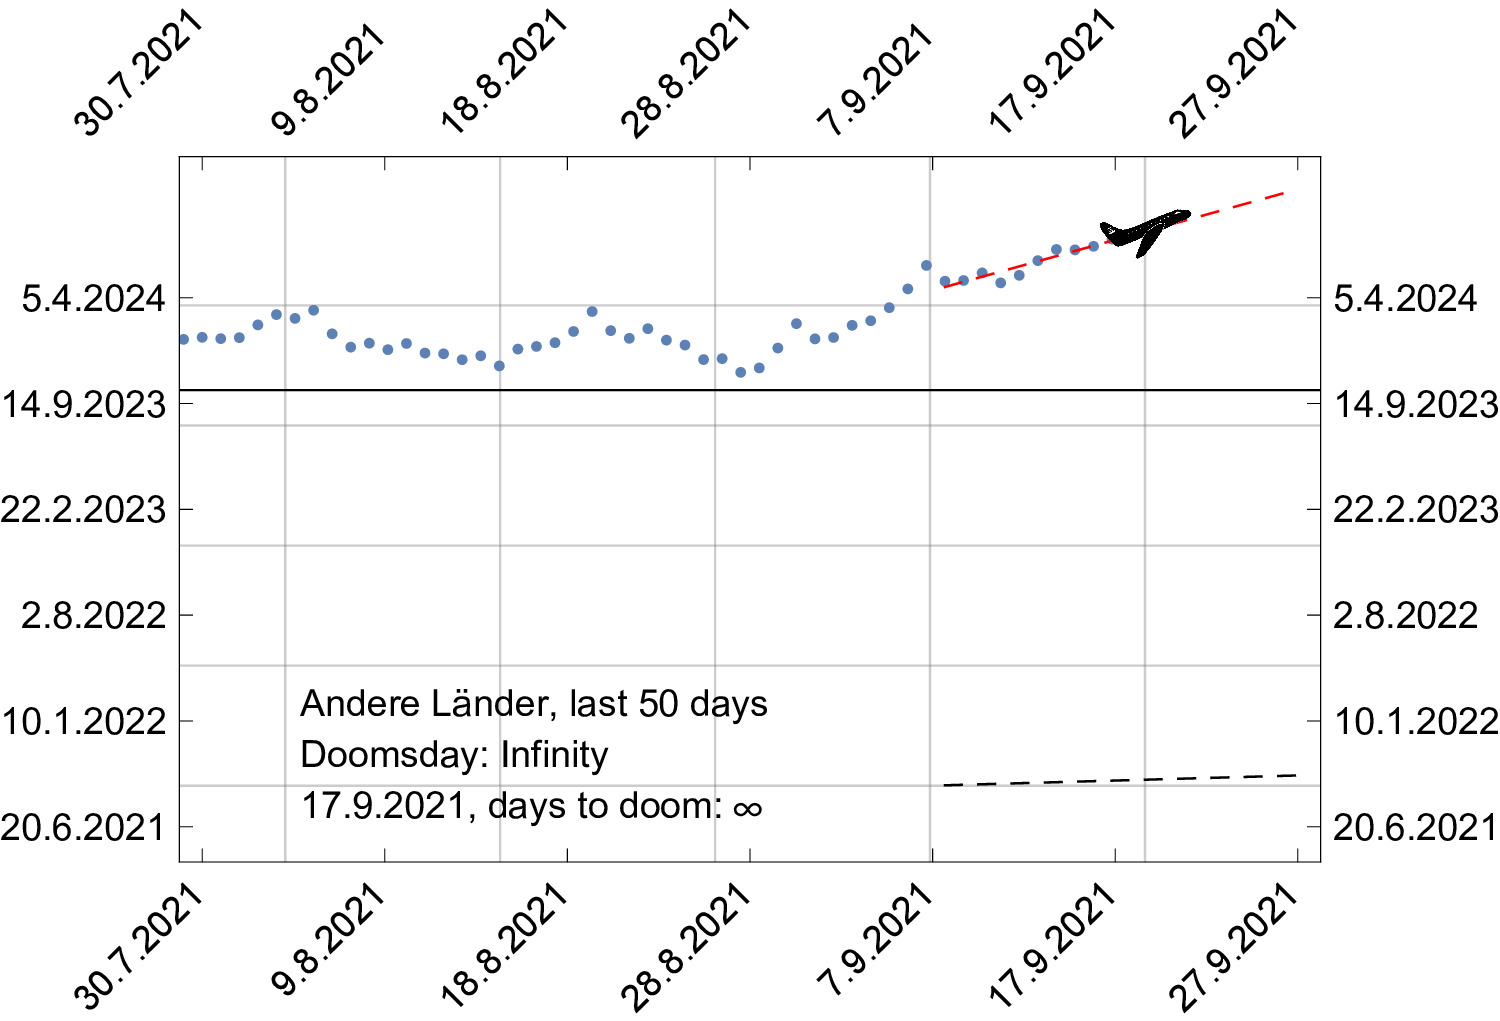 30.7.2021 9.8.2021 18.8.2021 28.8.2021 7.9.2021 17.9.2021 27.9.2021
5.4.2024 5.4.2024
14.9.2023 14.9.2023
22.2.2023 22.2.2023
2.8.2022 2.8.2022
Andere Länder, last 50 days
10.1.2022 10.1.2022
Doomsday: Infinity
17.9.2021, days to doom: ∞
20.6.2021 20.6.2021
30.7.2021 9.8.2021 18.8.2021 28.8.2021 7.9.2021 17.9.2021 27.9.2021